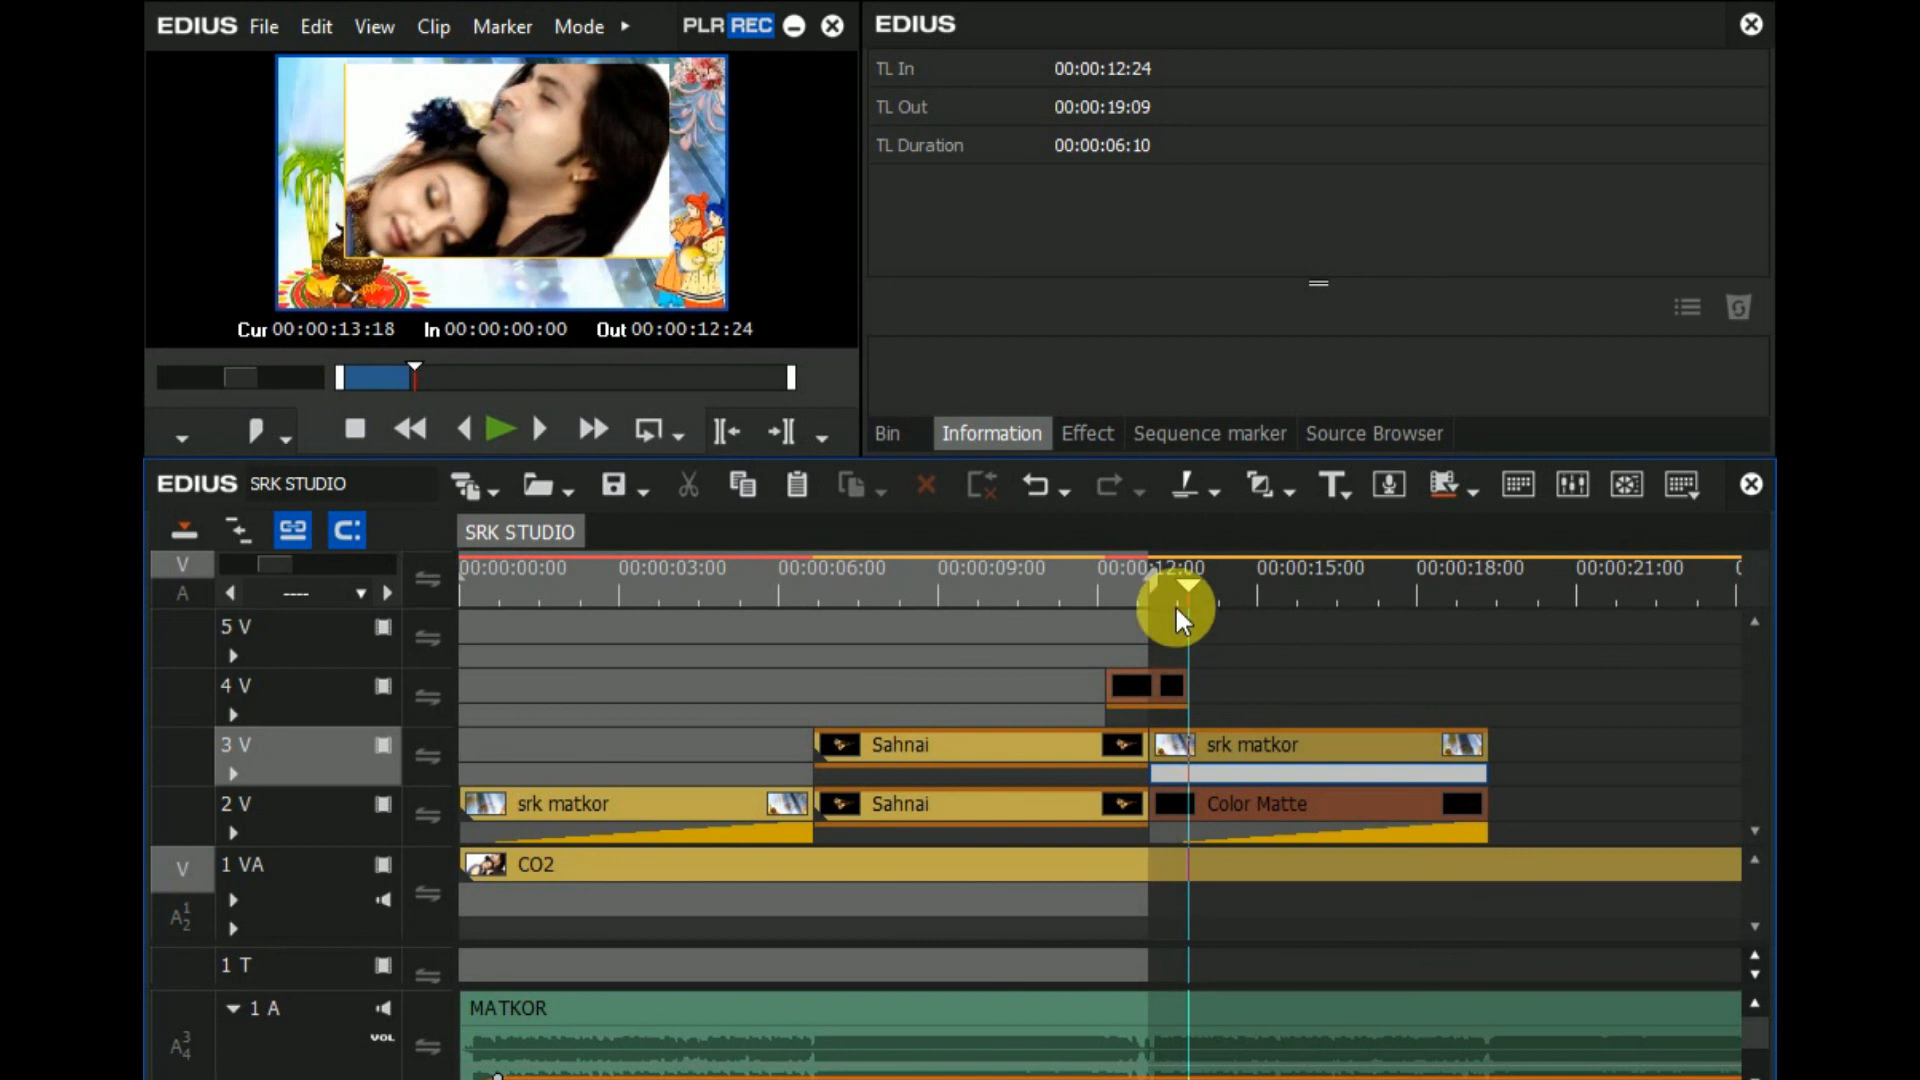 EDIUS File Edit View Clip Marker Mode PLR REC
Cur 00:00:13:18 In 00:00:00:00 Out 00:00:12:24
EDIUS
TL In 00:00:12:24
TL Out 00:00:19:09
TL Duration 00:00:06:10
Bin Information Effect Sequence marker Source Browser
EDIUS SRK STUDIO
SRK STUDIO
V
A
----
00:00:00:00 00:00:03:00 00:00:06:00 00:00:09:00 00:00:12:00 00:00:15:00 00:00:18:00 00:00:21:00
5 V
4 V
3 V Sahnai srk matkor
2 V srk matkor Sahnai Color Matte
V 1 VA CO2
A 1 2
1 T
1 A MATKOR
VOL
A 3 4